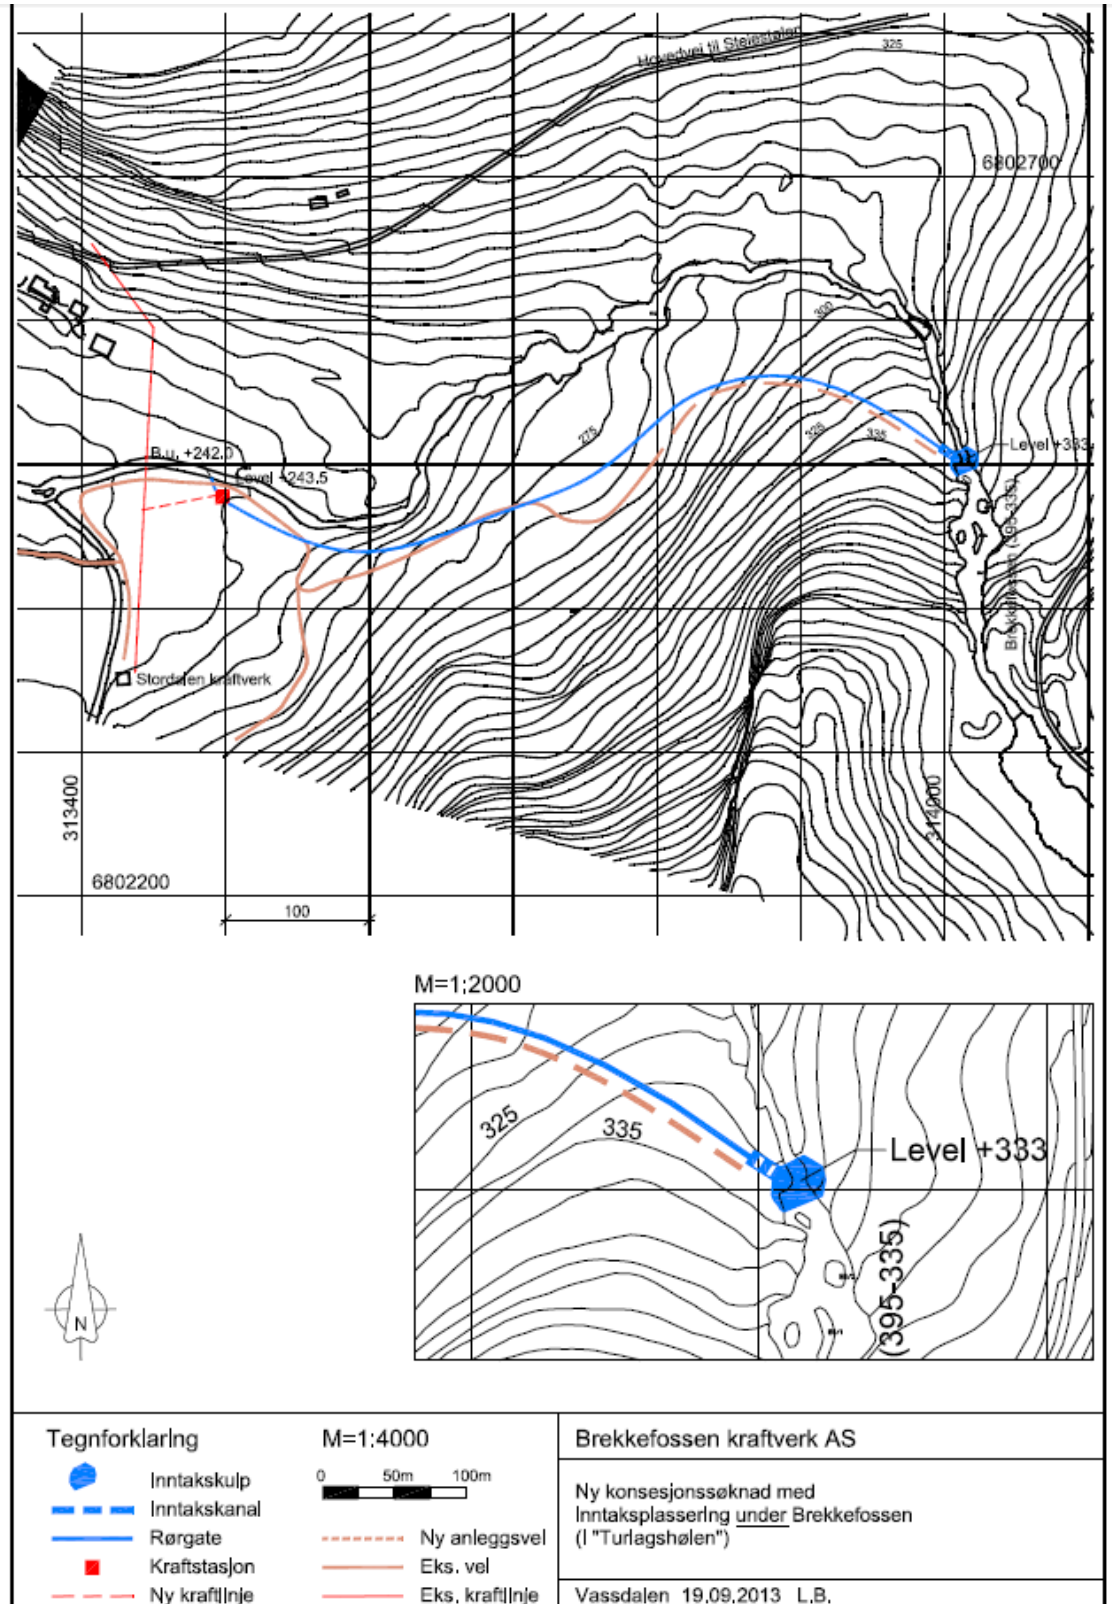 Hovedvei til Stølestølen
325
6802700
300
275
325
335
Level +333
B.u. +242.0
Level +243.5
Brekkefossen (395-335)
Stordalen kraftverk
313400
314000
6802200
100
M=1:2000
325
335
Level +333
(395-335)
N
Tegnforklaring
M=1:4000
Brekkefossen kraftverk AS
Inntakskulp
0 50m 100m
Ny konsesjonssøknad med
Inntaksplassering under Brekkefossen
(i "Turlagshølen")
Inntakskanal
Rørgate
Ny anleggsvei
Kraftstasjon
Eks. vei
Ny kraftlinje
Eks. kraftlinje
Vassdalen 19.09.2013 L.B.